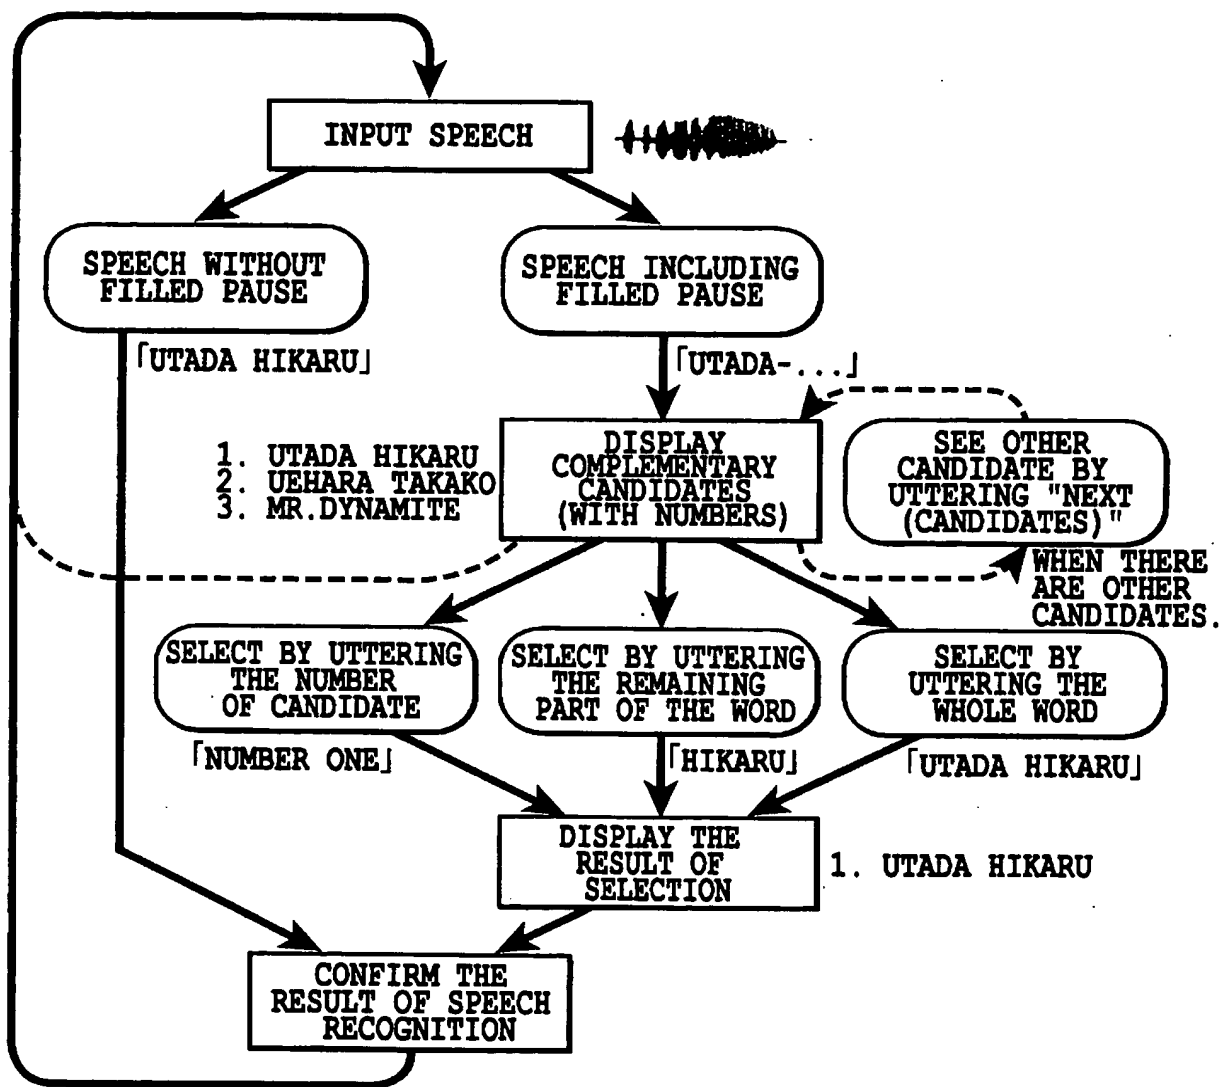 INPUT SPEECH
SPEECH WITHOUT
FILLED PAUSE
SPEECH INCLUDING
FILLED PAUSE
「UTADA HIKARU」
「UTADA-...」
1. UTADA HIKARU
2. UEHARA TAKAKO
3. MR.DYNAMITE
DISPLAY
COMPLEMENTARY
CANDIDATES
(WITH NUMBERS)
SEE OTHER
CANDIDATE BY
UTTERING "NEXT
(CANDIDATES)"
WHEN THERE
ARE OTHER
CANDIDATES.
SELECT BY UTTERING
THE NUMBER
OF CANDIDATE
SELECT BY UTTERING
THE REMAINING
PART OF THE WORD
SELECT BY
UTTERING THE
WHOLE WORD
「NUMBER ONE」
「HIKARU」
「UTADA HIKARU」
DISPLAY THE
RESULT OF
SELECTION
1. UTADA HIKARU
CONFIRM THE
RESULT OF SPEECH
RECOGNITION